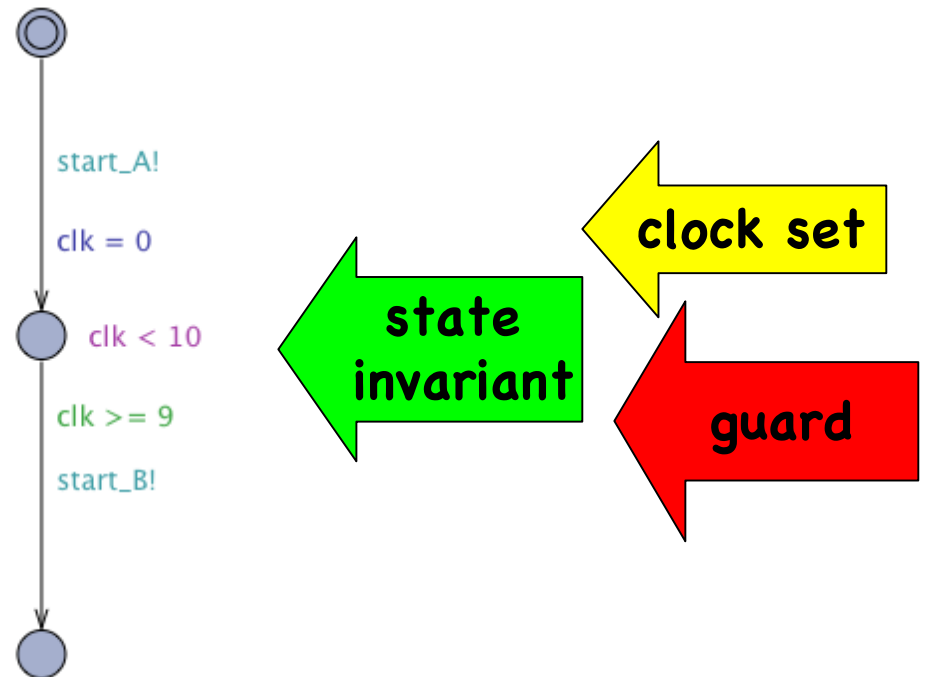 start_A!
clk = 0
clock set
clk < 10
state
invariant
clk >= 9
guard
start_B!